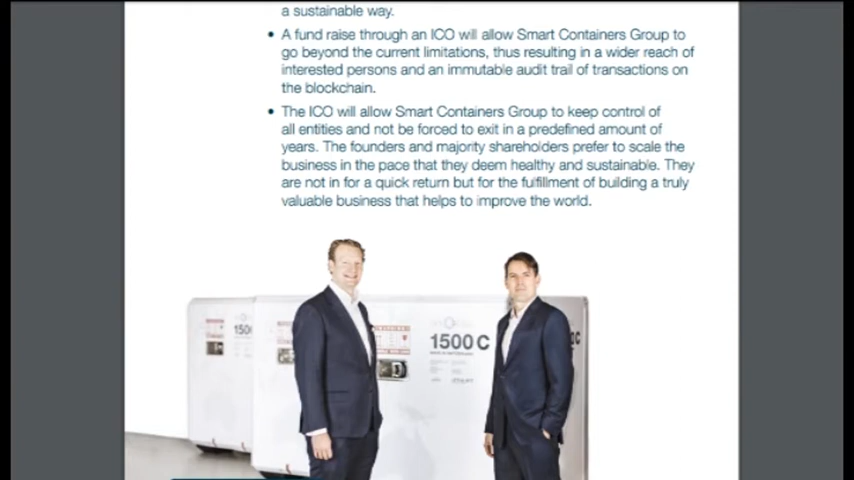 a sustainable way.
• A fund raise through an ICO will allow Smart Containers Group to
go beyond the current limitations, thus resulting in a wider reach of
interested persons and an immutable audit trail of transactions on
the blockchain.
• The ICO will allow Smart Containers Group to keep control of
all entities and not be forced to exit in a predefined amount of
years. The founders and majority shareholders prefer to scale the
business in the pace that they deem healthy and sustainable. They
are not in for a quick return but for the fulfillment of building a truly
valuable business that helps to improve the world.
1500 C